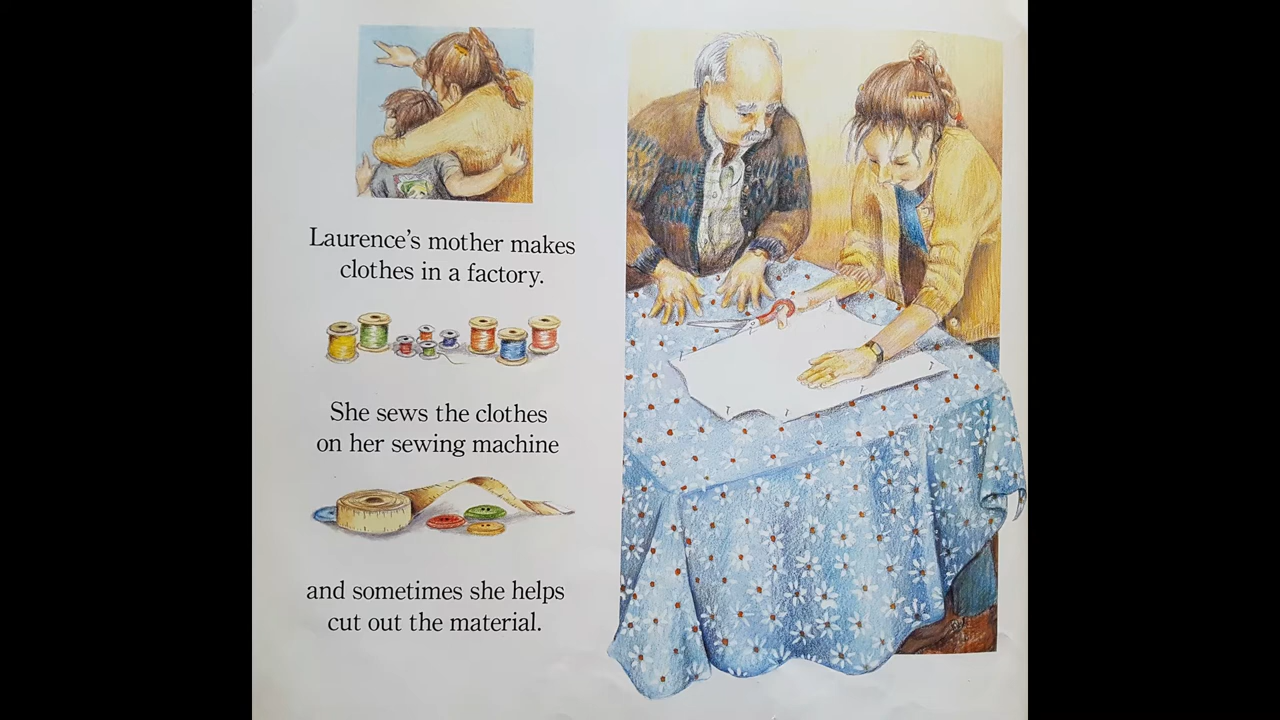 Laurence's mother makes
clothes in a factory.
She sews the clothes
on her sewing machine
and sometimes she helps
cut out the material.